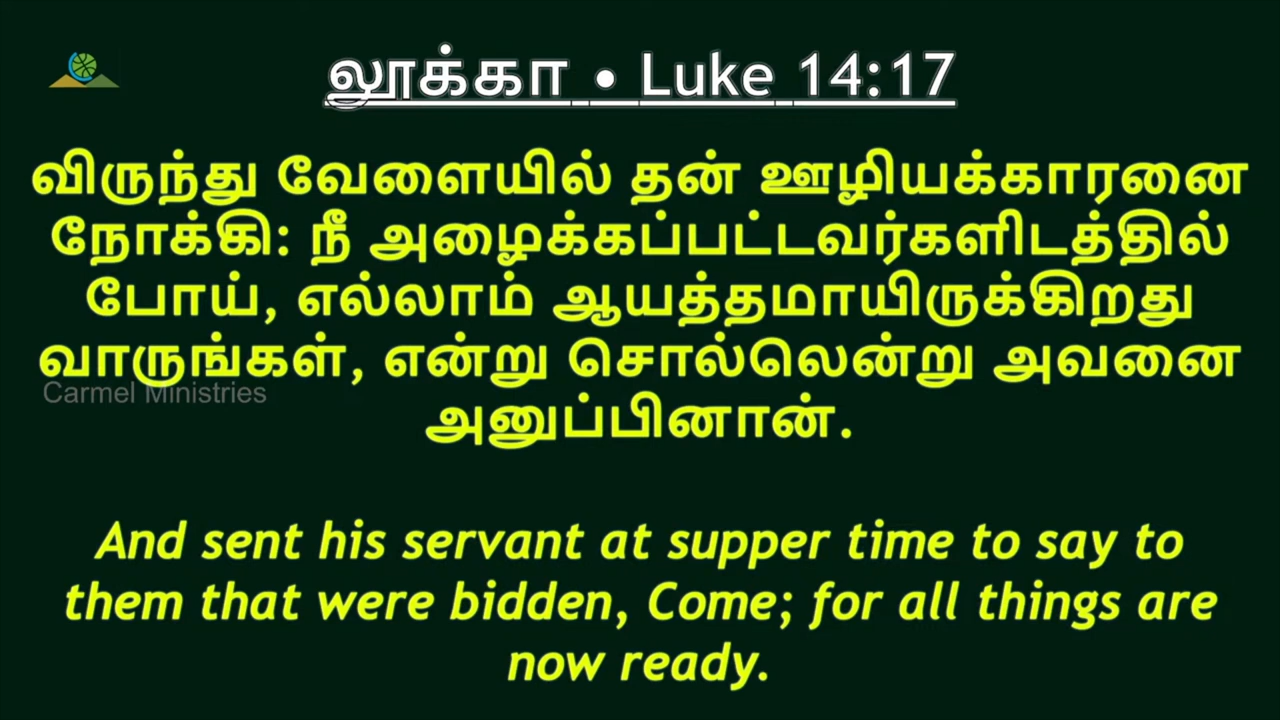 லூக்கா • Luke 14:17
விருந்து வேளையில் தன் ஊழியக்காரனை
நோக்கி: நீ அழைக்கப்பட்டவர்களிடத்தில்
போய், எல்லாம் ஆயத்தமாயிருக்கிறது
வாருங்கள், என்று சொல்லென்று அவனை
Carmel Ministries
அனுப்பினான்.
And sent his servant at supper time to say to
them that were bidden, Come; for all things are
now ready.